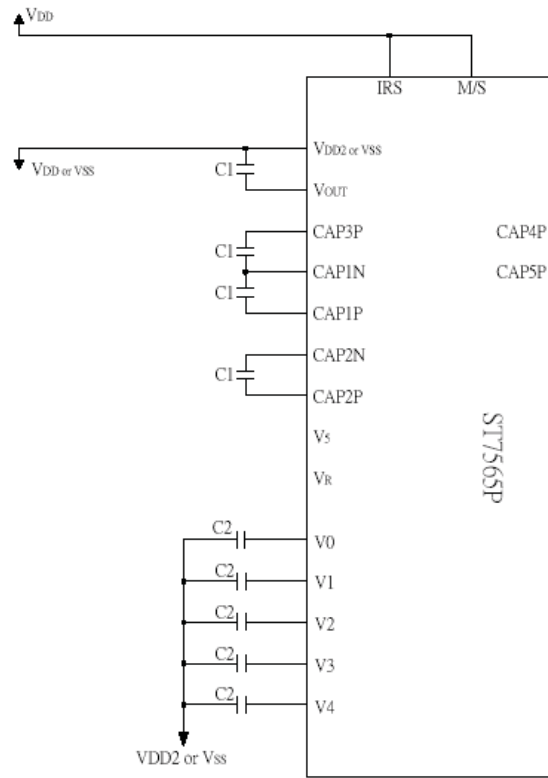 VDD
IRS M/S
VDD2 or VSS
VDD or VSS
C1
VOUT
CAP3P CAP4P
C1
CAP1N CAP5P
C1
CAP1P
CAP2N
C1
CAP2P
V5
ST7565P
VR
C2
V0
C2
V1
C2
V2
C2
V3
C2
V4
VDD2 or Vss